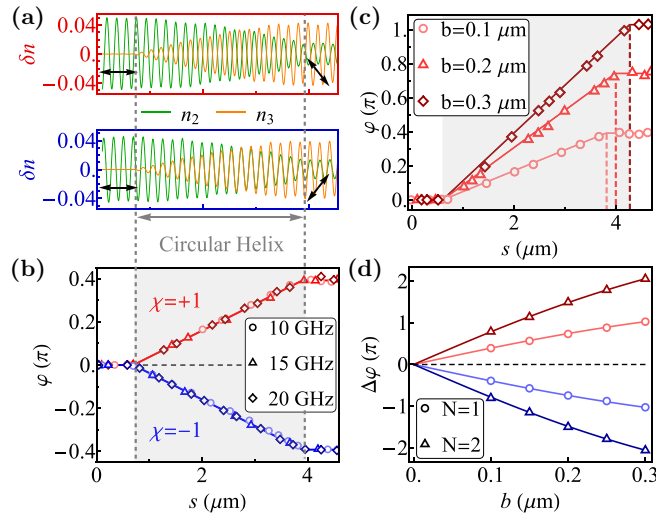 (a)
0.04
0
−0.04
δn
n₂ n₃
0.04
0
−0.04
δn
Circular Helix
(b)
0.4
0.2
0
−0.2
−0.4
φ (π)
χ=+1
χ=−1
10 GHz
15 GHz
20 GHz
0 2 4
s (μm)
(c)
1.0
0.8
0.6
0.4
0.2
0.0
φ (π)
b=0.1 μm
b=0.2 μm
b=0.3 μm
0 2 4
s (μm)
(d)
2
1
0
−1
−2
Δφ (π)
N=1
N=2
0. 0.1 0.2 0.3
b (μm)